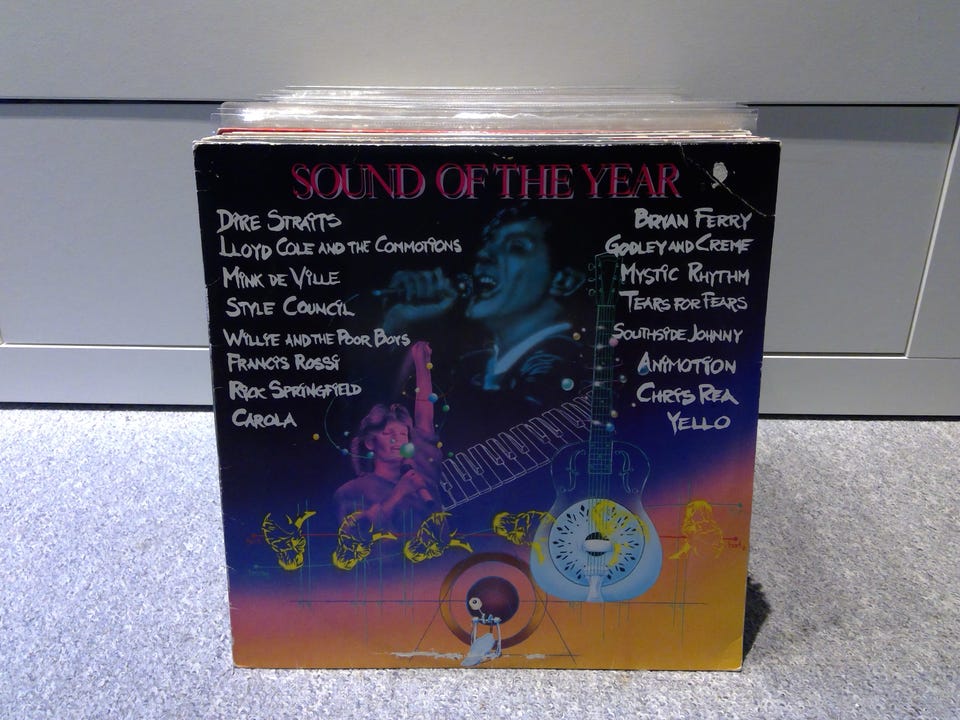 SOUND OF THE YEAR
DIRE STRAITS
LLOYD COLE AND THE COMMOTIONS
MINK DE VILLE
STYLE COUNCIL
WILLIE AND THE POOR BOYS
FRANCIS ROSSI
RICK SPRINGFIELD
CAROLA
BRYAN FERRY
GODLEY AND CREME
MYSTIC RHYTHM
TEARS FOR FEARS
SOUTHSIDE JOHNNY
ANIMOTION
CHRIS REA
YELLO